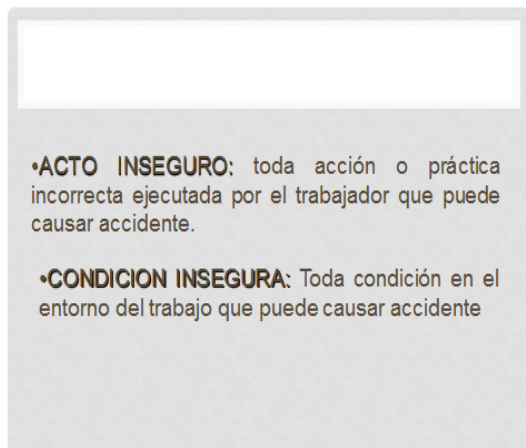 •ACTO INSEGURO: toda acción o práctica
incorrecta ejecutada por el trabajador que puede
causar accidente.
•CONDICION INSEGURA: Toda condición en el
entorno del trabajo que puede causar accidente